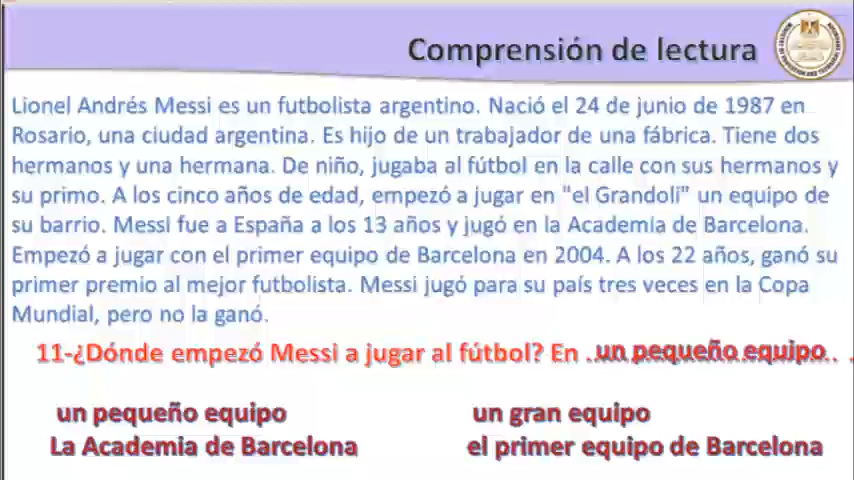 Comprensión de lectura
Lionel Andrés Messi es un futbolista argentino. Nació el 24 de junio de 1987 en
Rosario, una ciudad argentina. Es hijo de un trabajador de una fábrica. Tiene dos
hermanos y una hermana. De niño, jugaba al fútbol en la calle con sus hermanos y
su primo. A los cinco años de edad, empezó a jugar en "el Grandoli" un equipo de
su barrio. Messi fue a España a los 13 años y jugó en la Academia de Barcelona.
Empezó a jugar con el primer equipo de Barcelona en 2004. A los 22 años, ganó su
primer premio al mejor futbolista. Messi jugó para su país tres veces en la Copa
Mundial, pero no la ganó.
11-¿Dónde empezó Messi a jugar al fútbol? En ..un pequeño equipo.. .
un pequeño equipo un gran equipo
La Academia de Barcelona el primer equipo de Barcelona